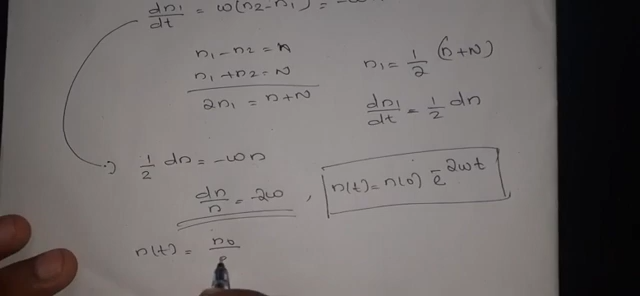 dn₁/dt = ω(n₂-n₁) = -ω
n₁-n₂ = n
n₁+n₂ = N
2n₁ = n+N
n₁ = 1/2 (n+N)
dn₁/dt = 1/2 dn
1/2 dn = -ωn
dn/n = -2ω , n(t) = n(0) e^-2ωt
n(t) = n₀/